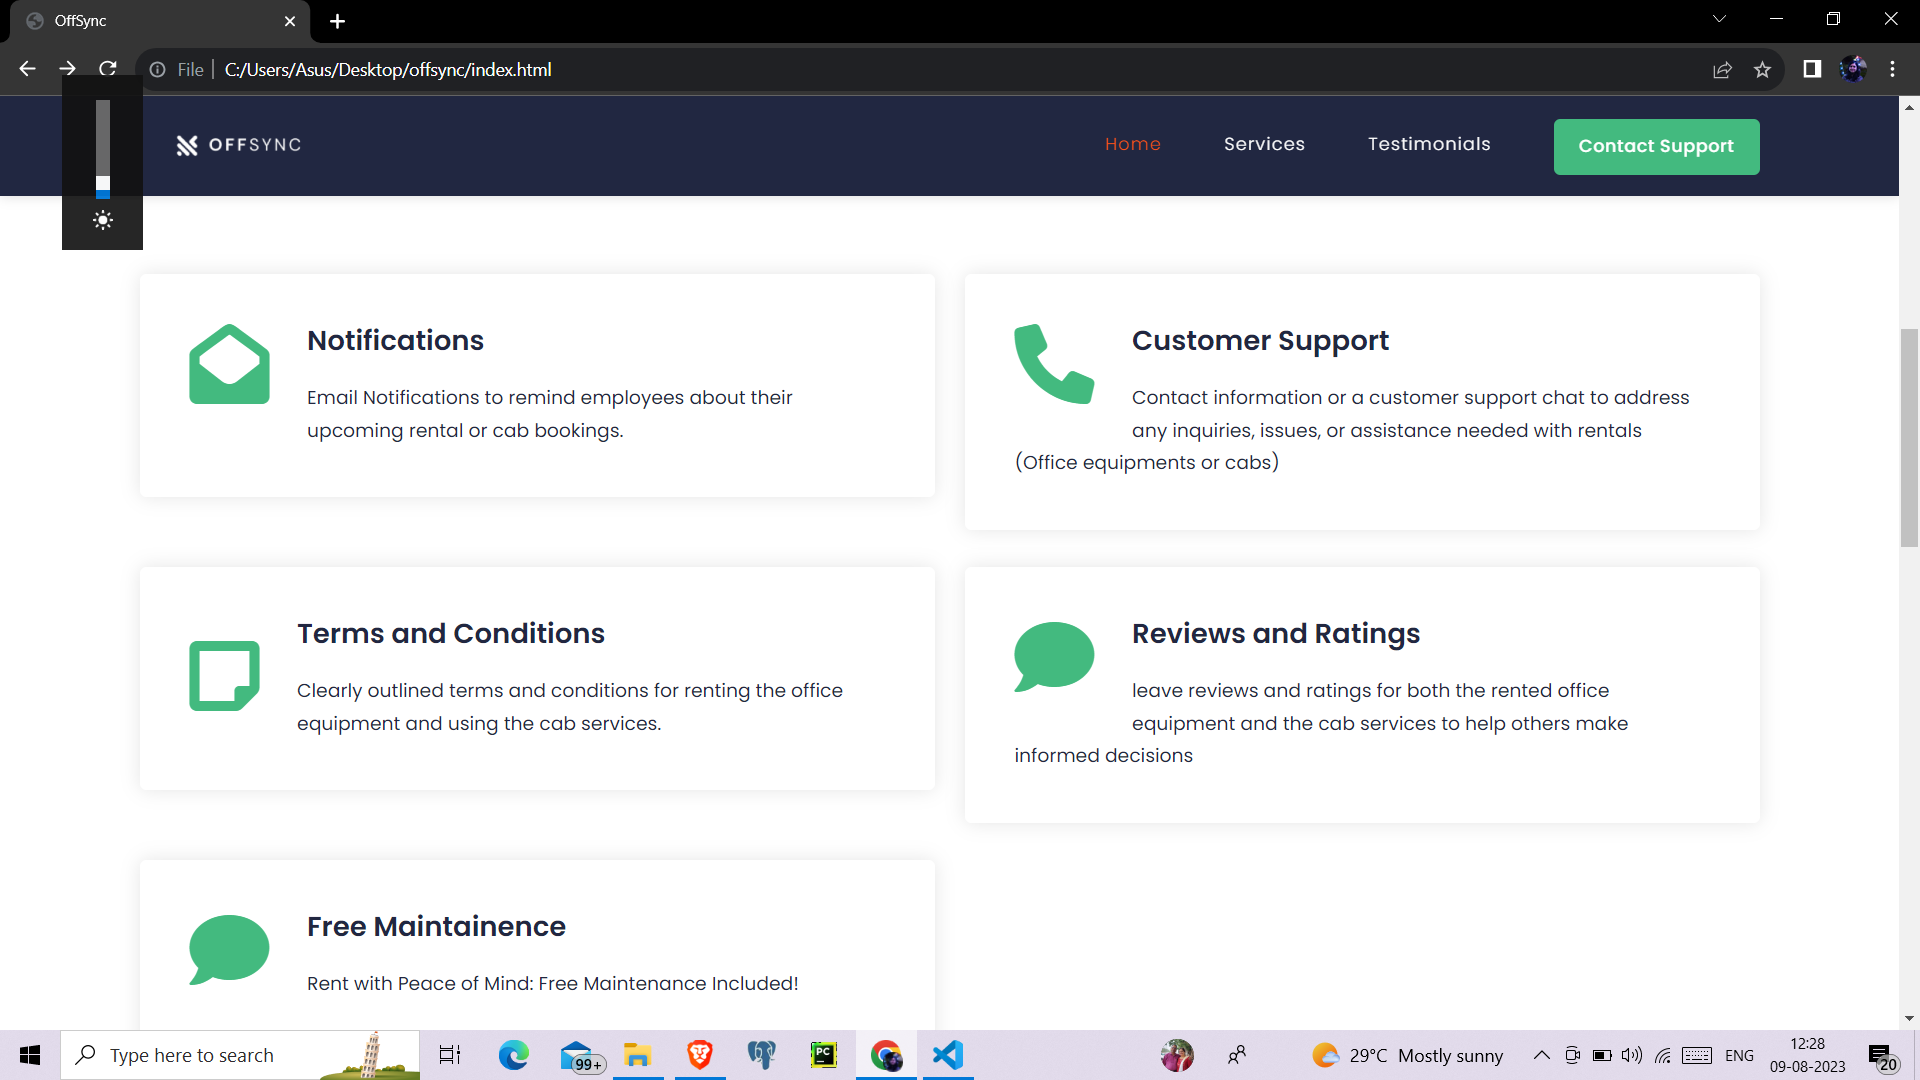 OffSync
File
C:/Users/Asus/Desktop/offsync/index.html
OFFSYNC
Home
Services
Testimonials
Contact Support
Notifications
Email Notifications to remind employees about their
upcoming rental or cab bookings.
Customer Support
Contact information or a customer support chat to address
any inquiries, issues, or assistance needed with rentals
(Office equipments or cabs)
Terms and Conditions
Clearly outlined terms and conditions for renting the office
equipment and using the cab services.
Reviews and Ratings
leave reviews and ratings for both the rented office
equipment and the cab services to help others make
informed decisions
Free Maintainence
Rent with Peace of Mind: Free Maintenance Included!
Type here to search
99+
PC
29°C Mostly sunny
ENG
12:28
09-08-2023
20